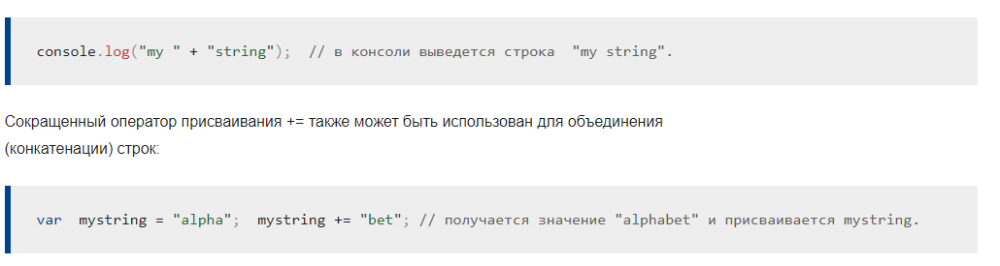 console.log("my " + "string");  // в консоли выведется строка  "my string".
Сокращенный оператор присваивания += также может быть использован для объединения
(конкатенации) строк:
var  mystring = "alpha";  mystring += "bet"; // получается значение "alphabet" и присваивается mystring.